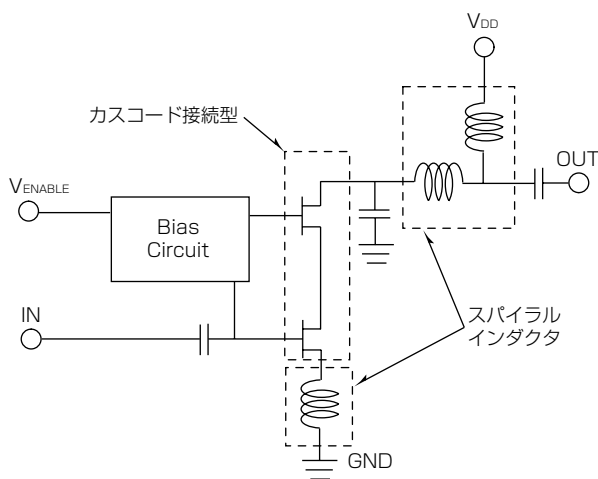 VDD
カスコード接続型
OUT
VENABLE
Bias
Circuit
IN
スパイラル
インダクタ
GND